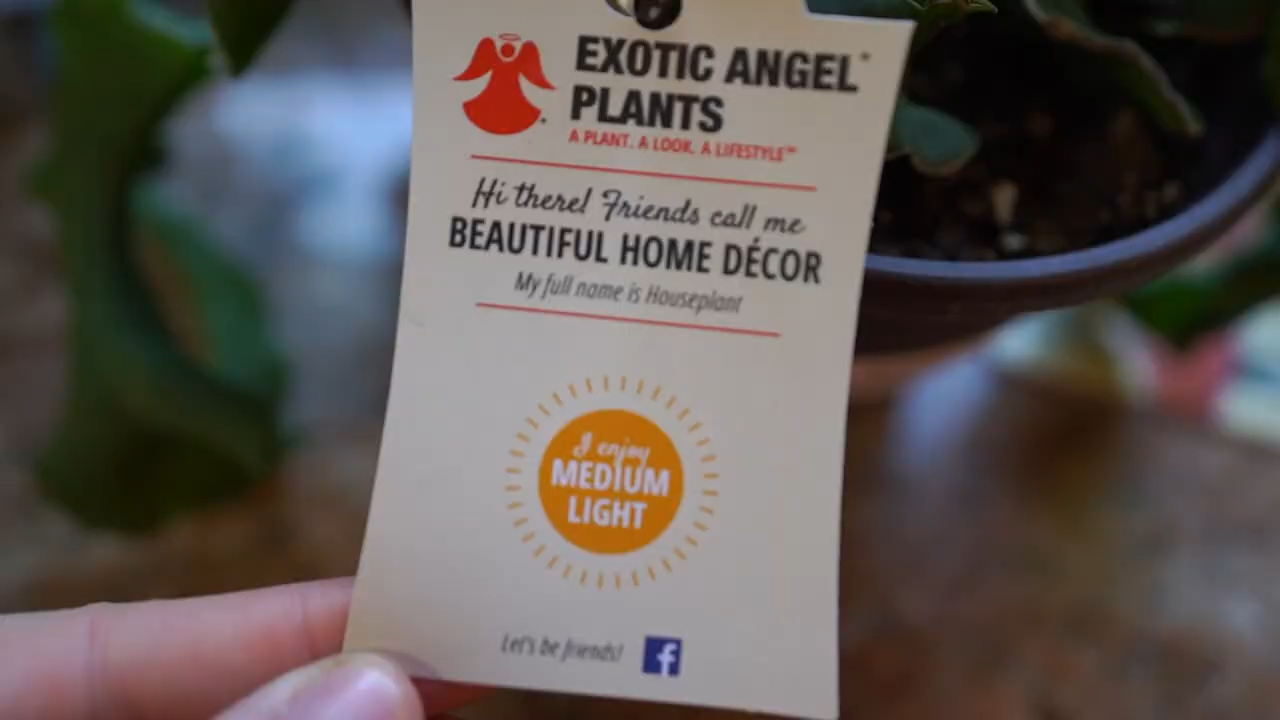 EXOTIC ANGEL
PLANTS
A PLANT. A LOOK. A LIFESTYLE℠
Hi there! Friends call me
BEAUTIFUL HOME DÉCOR
My full name is Houseplant
I enjoy
MEDIUM
LIGHT
Let's be friends! f